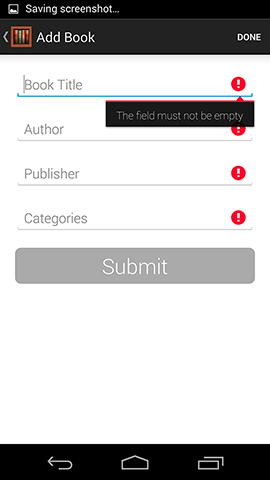 Saving screenshot...
Add Book
DONE
Book Title
The field must not be empty
Author
Publisher
Categories
Submit